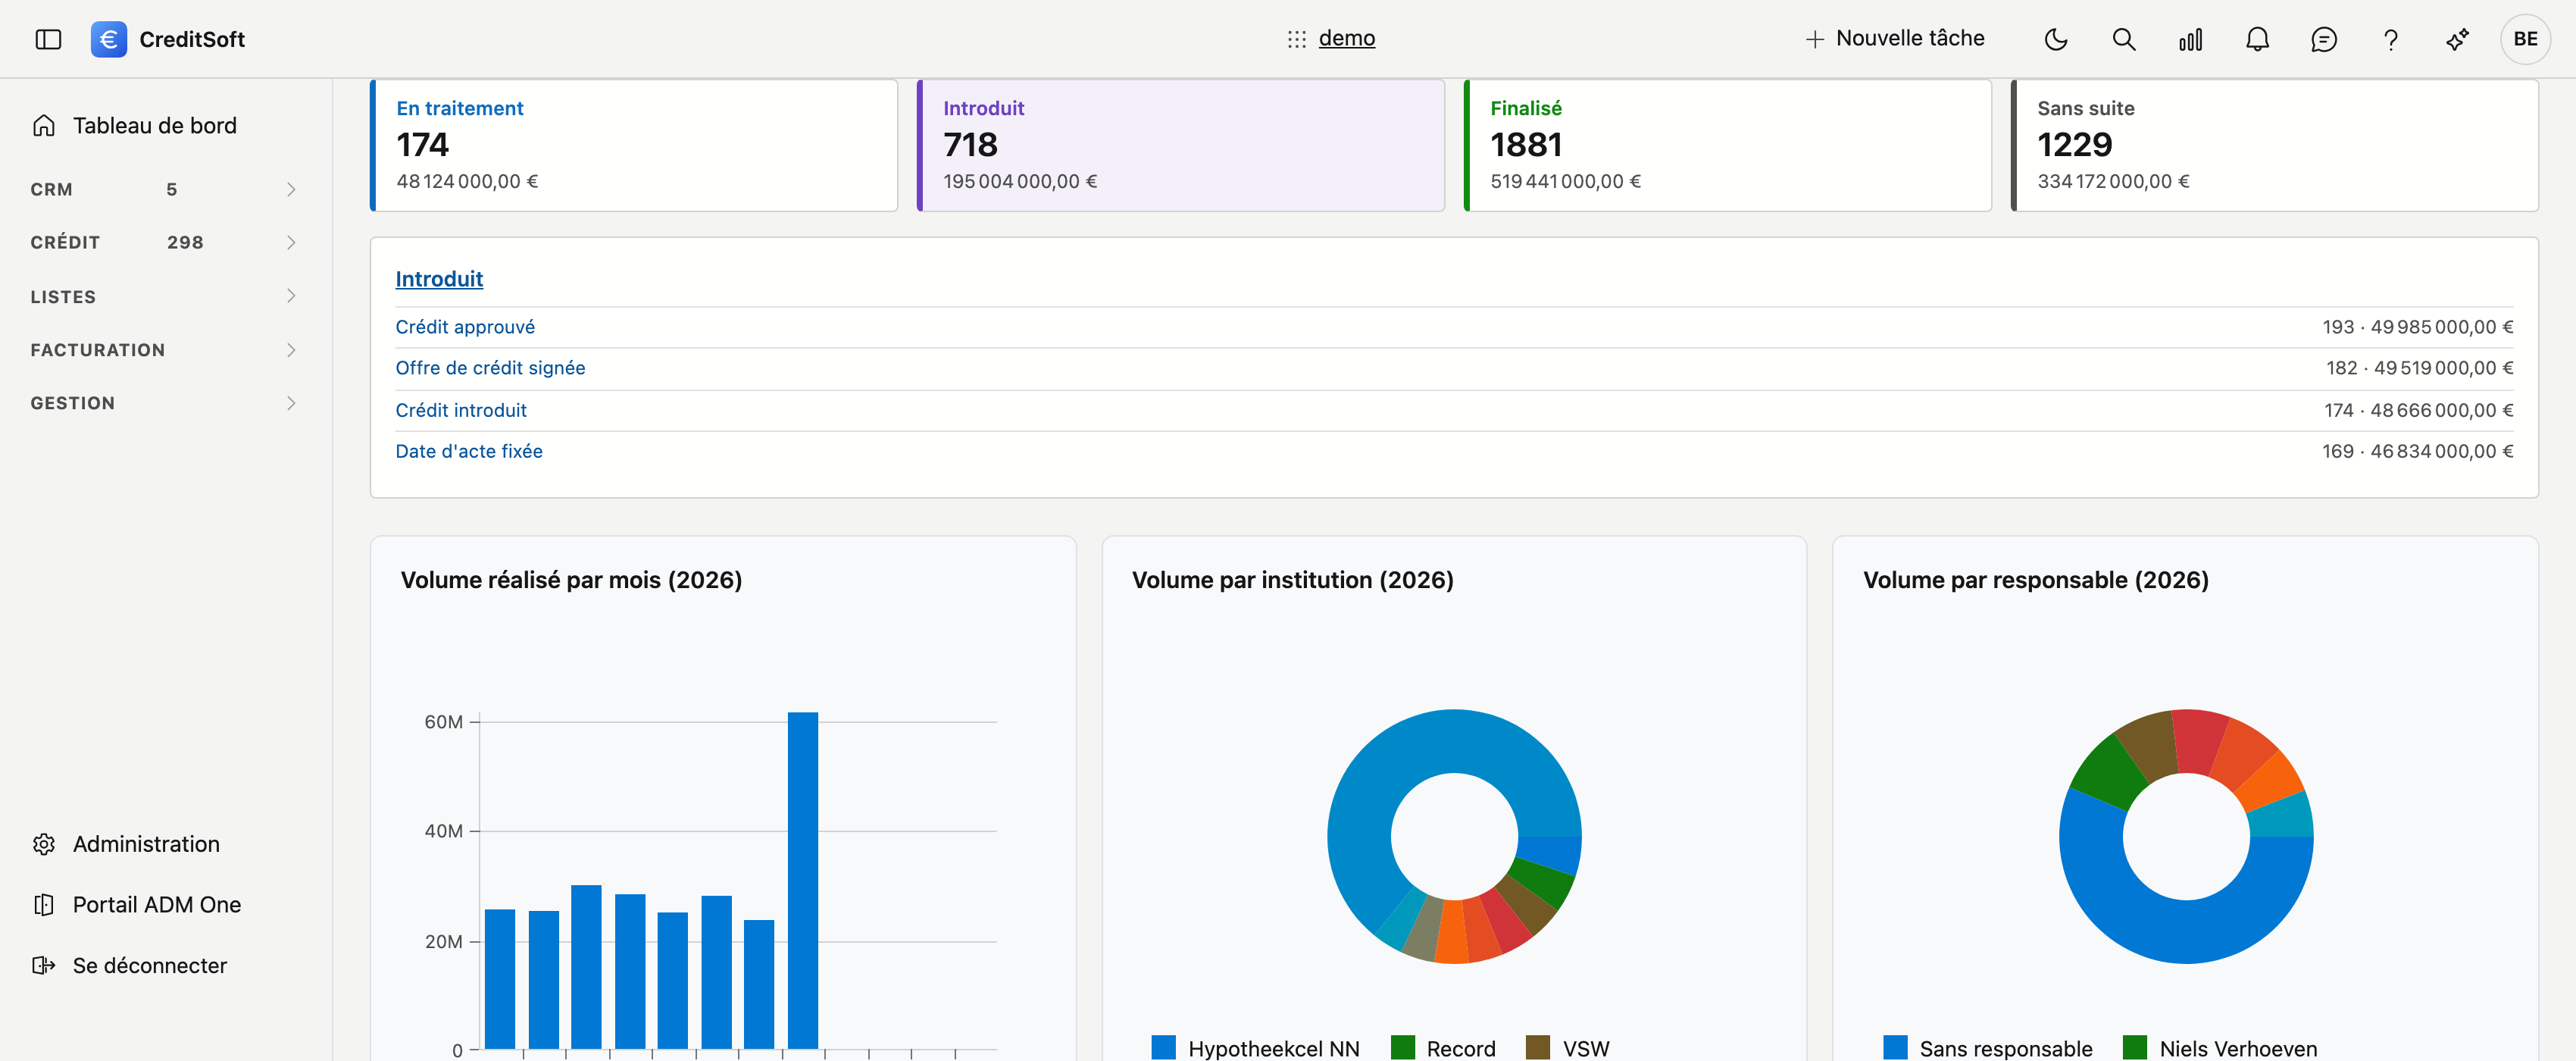 CreditSoft
demo
Nouvelle tâche
BE
Tableau de bord
CRM 5
CRÉDIT 298
LISTES
FACTURATION
GESTION
Administration
Portail ADM One
Se déconnecter
En traitement
174
48 124 000,00 €
Introduit
718
195 004 000,00 €
Finalisé
1881
519 441 000,00 €
Sans suite
1229
334 172 000,00 €
Introduit
Crédit approuvé 193 · 49 985 000,00 €
Offre de crédit signée 182 · 49 519 000,00 €
Crédit introduit 174 · 48 666 000,00 €
Date d'acte fixée 169 · 46 834 000,00 €
Volume réalisé par mois (2026)
60M
40M
20M
0
Volume par institution (2026)
Hypotheekcel NN Record VSW
Volume par responsable (2026)
Sans responsable Niels Verhoeven